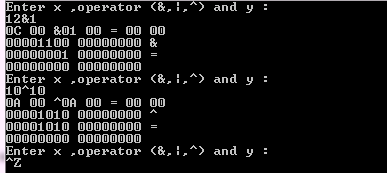 Enter x ,operator (&,¦,^) and y :
12&1
0C 00 &01 00 = 00 00
00001100 00000000 &
00000001 00000000 =
00000000 00000000
Enter x ,operator (&,¦,^) and y :
10^10
0A 00 ^0A 00 = 00 00
00001010 00000000 ^
00001010 00000000 =
00000000 00000000
Enter x ,operator (&,¦,^) and y :
^Z